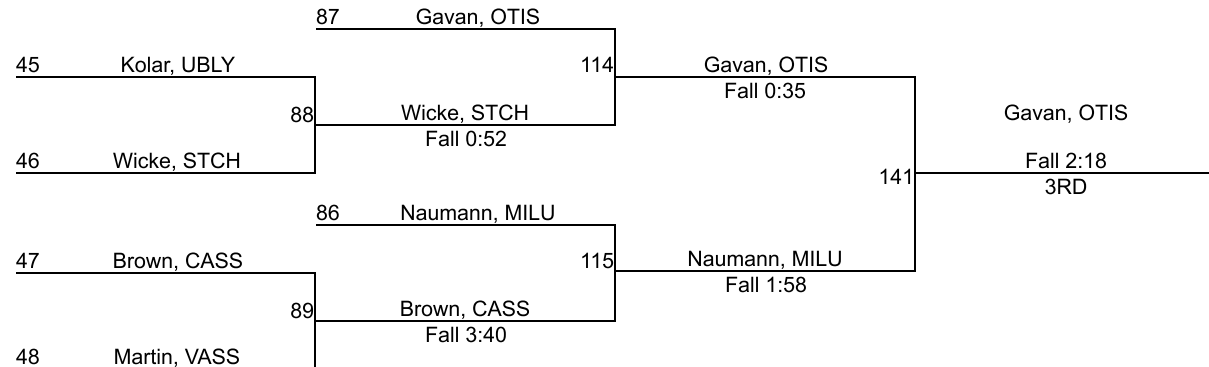 87 Gavan, OTIS
45 Kolar, UBLY
114 Gavan, OTIS
Fall 0:35
88 Wicke, STCH
Fall 0:52
Gavan, OTIS
46 Wicke, STCH
Fall 2:18
141
3RD
86 Naumann, MILU
47 Brown, CASS
115 Naumann, MILU
Fall 1:58
89 Brown, CASS
Fall 3:40
48 Martin, VASS